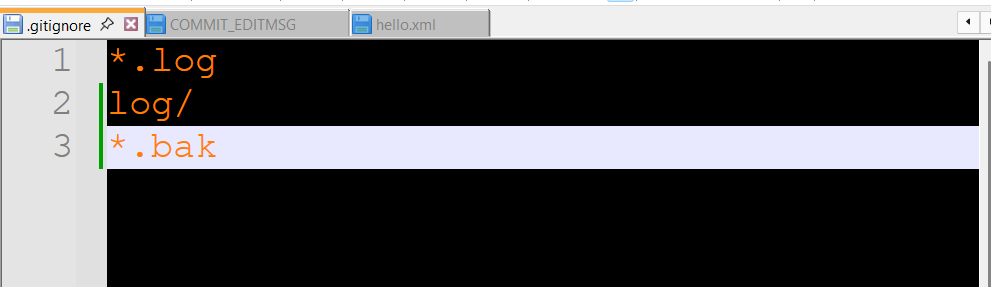 .gitignore COMMIT_EDITMSG hello.xml
1 *.log
2 log/
3 *.bak